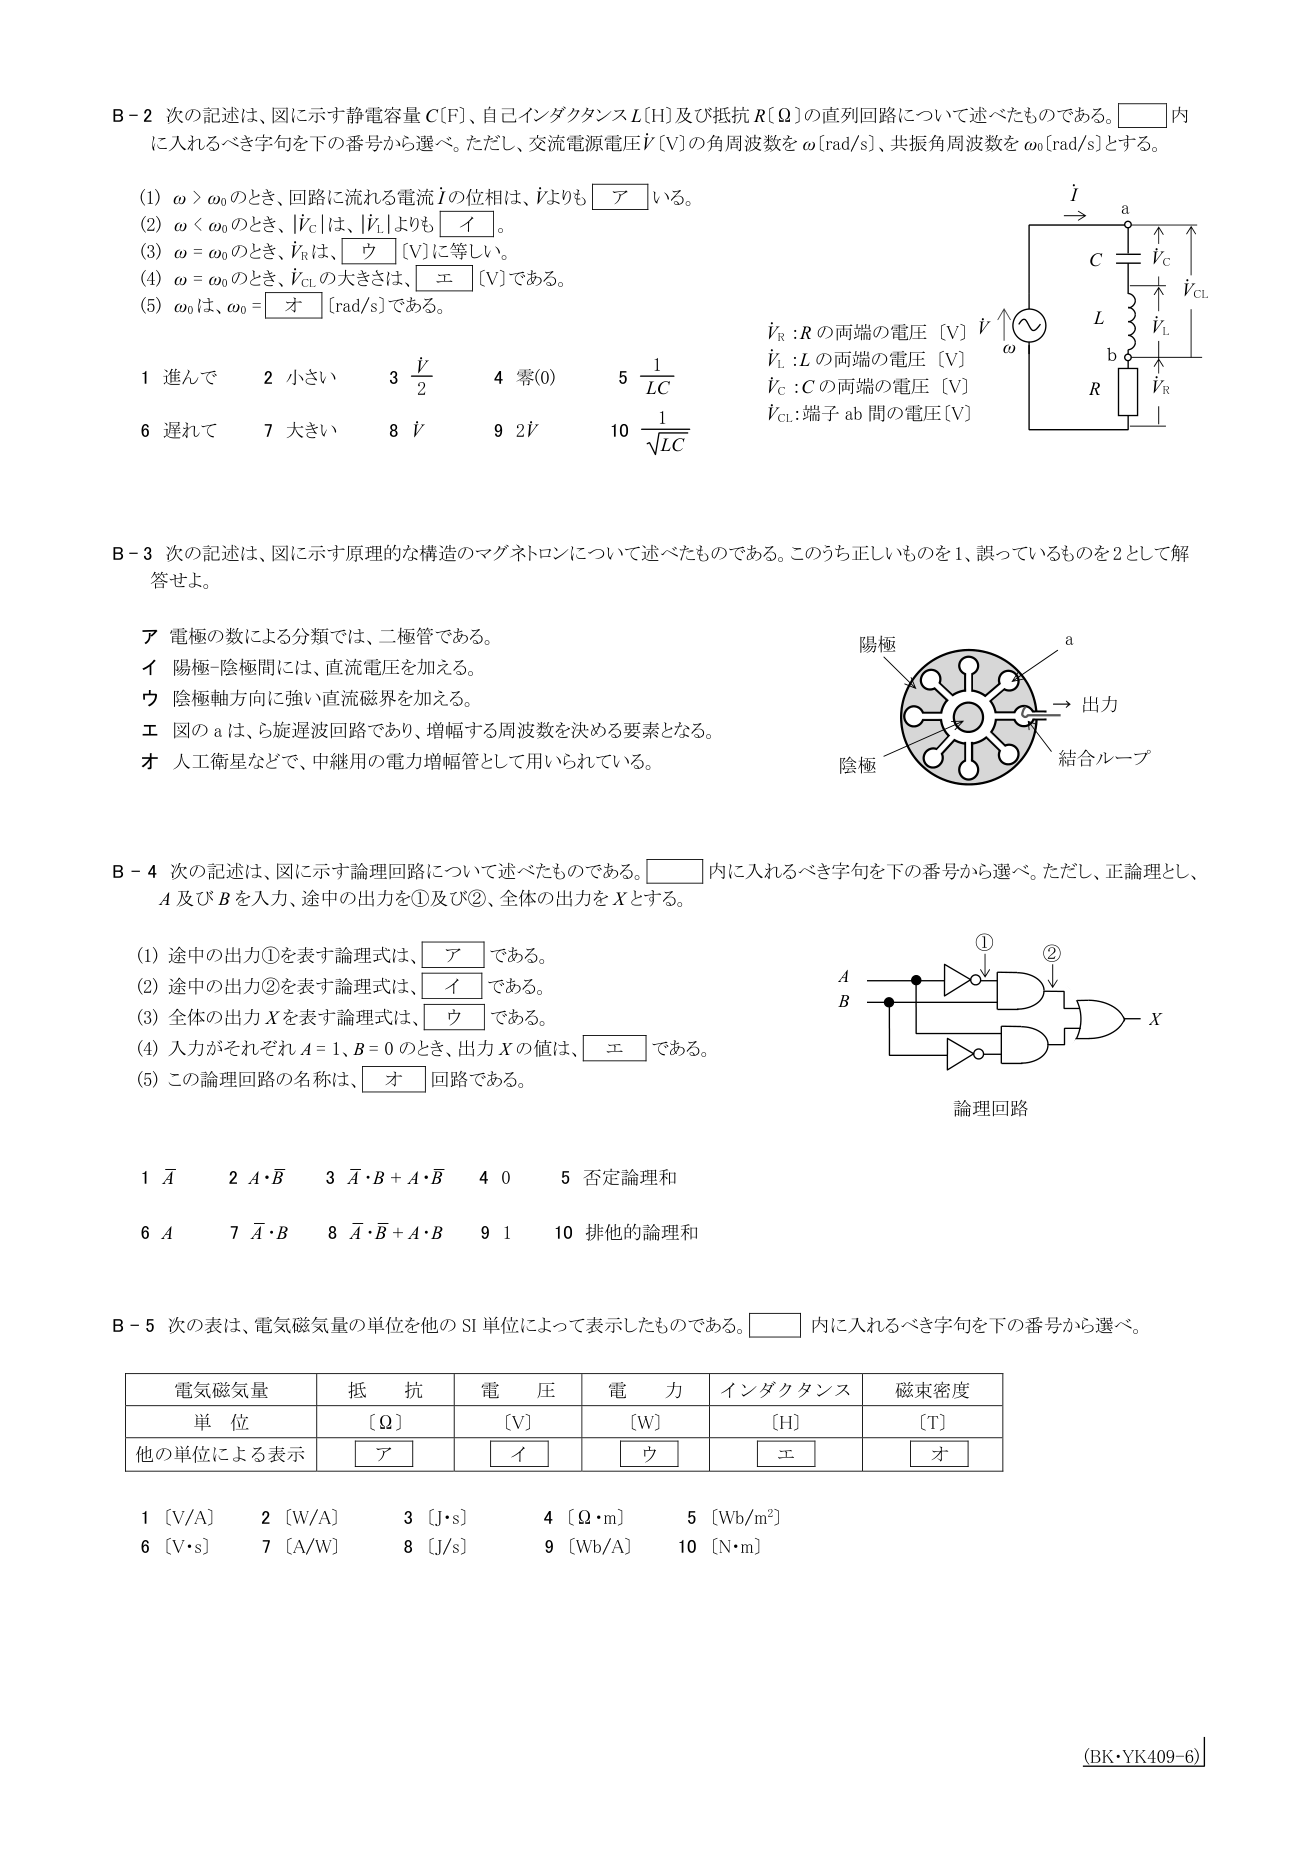 B－2 次の記述は、図に示す静電容量 C〔F〕、自己インダクタンス L〔H〕及び抵抗 R〔Ω〕の直列回路について述べたものである。内
に入れるべき字句を下の番号から選べ。ただし、交流電源電圧V̇〔V〕の角周波数を ω〔rad/s〕、共振角周波数を ω₀〔rad/s〕とする。
(1) ω > ω₀ のとき、回路に流れる電流İの位相は、V̇よりも ア いる。
(2) ω < ω₀ のとき、|V̇C|は、|V̇L|よりも イ 。
(3) ω = ω₀ のとき、V̇Rは、 ウ 〔V〕に等しい。
(4) ω = ω₀ のとき、V̇CL の大きさは、 エ 〔V〕である。
(5) ω₀は、ω₀ = オ 〔rad/s〕である。
İ
a
C
V̇C
V̇CL
L
V̇L
b
R
V̇R
V̇
ω
V̇R :R の両端の電圧 〔V〕
V̇L :L の両端の電圧 〔V〕
V̇C :C の両端の電圧 〔V〕
V̇CL:端子 ab 間の電圧〔V〕
1 進んで 2 小さい 3 V̇/2 4 零(0) 5 1/LC
6 遅れて 7 大きい 8 V̇ 9 2V̇ 10 1/√LC
B－3 次の記述は、図に示す原理的な構造のマグネトロンについて述べたものである。このうち正しいものを1、誤っているものを2として解
答せよ。
ア 電極の数による分類では、二極管である。
イ 陽極-陰極間には、直流電圧を加える。
ウ 陰極軸方向に強い直流磁界を加える。
エ 図の a は、ら旋遅波回路であり、増幅する周波数を決める要素となる。
オ 人工衛星などで、中継用の電力増幅管として用いられている。
陽極
a
→ 出力
結合ループ
陰極
B－4 次の記述は、図に示す論理回路について述べたものである。内に入れるべき字句を下の番号から選べ。ただし、正論理とし、
A 及び B を入力、途中の出力を①及び②、全体の出力を X とする。
(1) 途中の出力①を表す論理式は、 ア である。
(2) 途中の出力②を表す論理式は、 イ である。
(3) 全体の出力 X を表す論理式は、 ウ である。
(4) 入力がそれぞれ A = 1、B = 0 のとき、出力 X の値は、 エ である。
(5) この論理回路の名称は、 オ 回路である。
①
②
A
B
X
論理回路
1 A̅ 2 A・B̅ 3 A̅・B + A・B̅ 4 0 5 否定論理和
6 A 7 A̅・B 8 A̅・B̅ + A・B 9 1 10 排他的論理和
B－5 次の表は、電気磁気量の単位を他の SI 単位によって表示したものである。内に入れるべき字句を下の番号から選べ。
電気磁気量 抵 抗 電 圧 電 力 インダクタンス 磁束密度
単 位 〔Ω〕 〔V〕 〔W〕 〔H〕 〔T〕
他の単位による表示 ア イ ウ エ オ
1 〔V/A〕 2 〔W/A〕 3 〔J・s〕 4 〔Ω・m〕 5 〔Wb/m²〕
6 〔V・s〕 7 〔A/W〕 8 〔J/s〕 9 〔Wb/A〕 10 〔N・m〕
(BK・YK409-6)